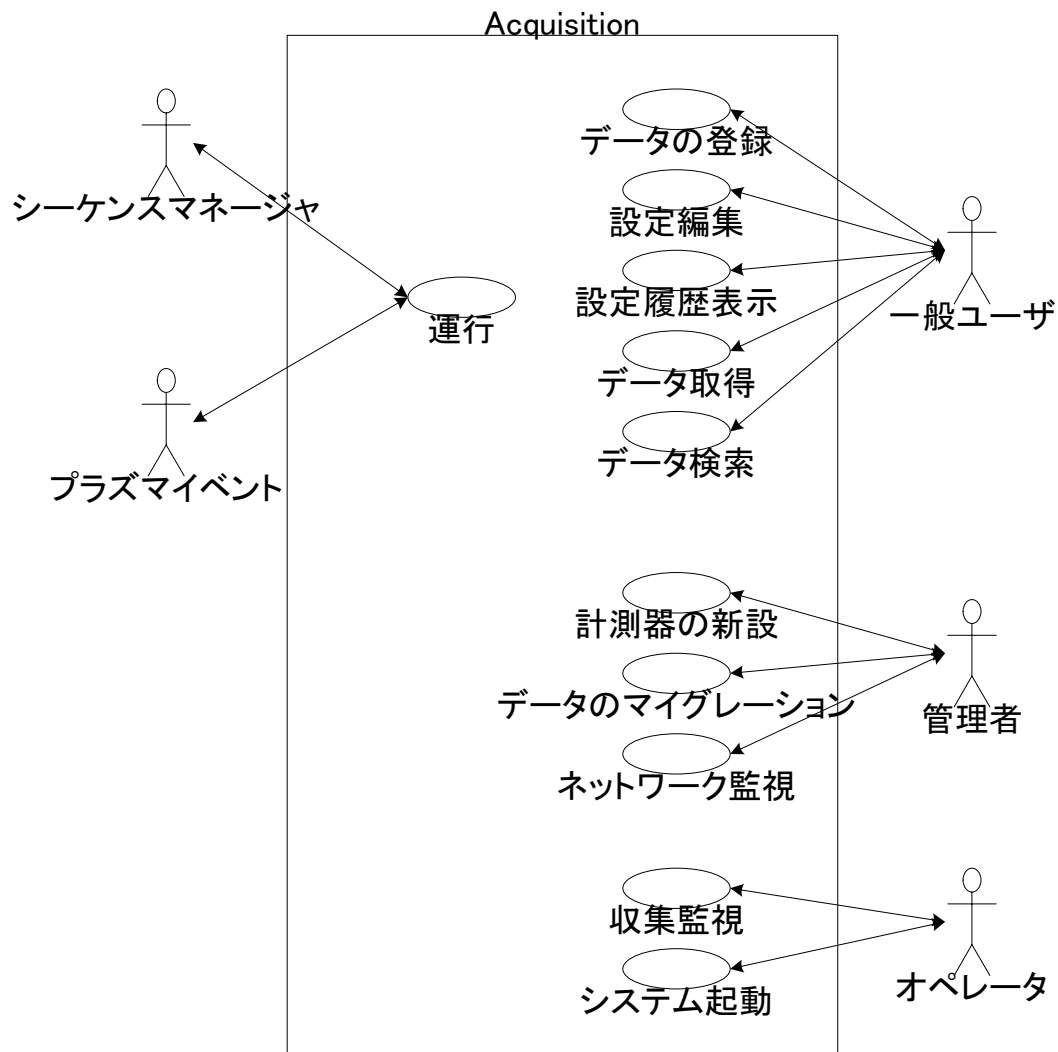 Acquisition
シーケンスマネージャ
プラズマイベント
運行
データの登録
設定編集
設定履歴表示
データ取得
データ検索
一般ユーザ
計測器の新設
データのマイグレーション
ネットワーク監視
管理者
収集監視
システム起動
オペレータ